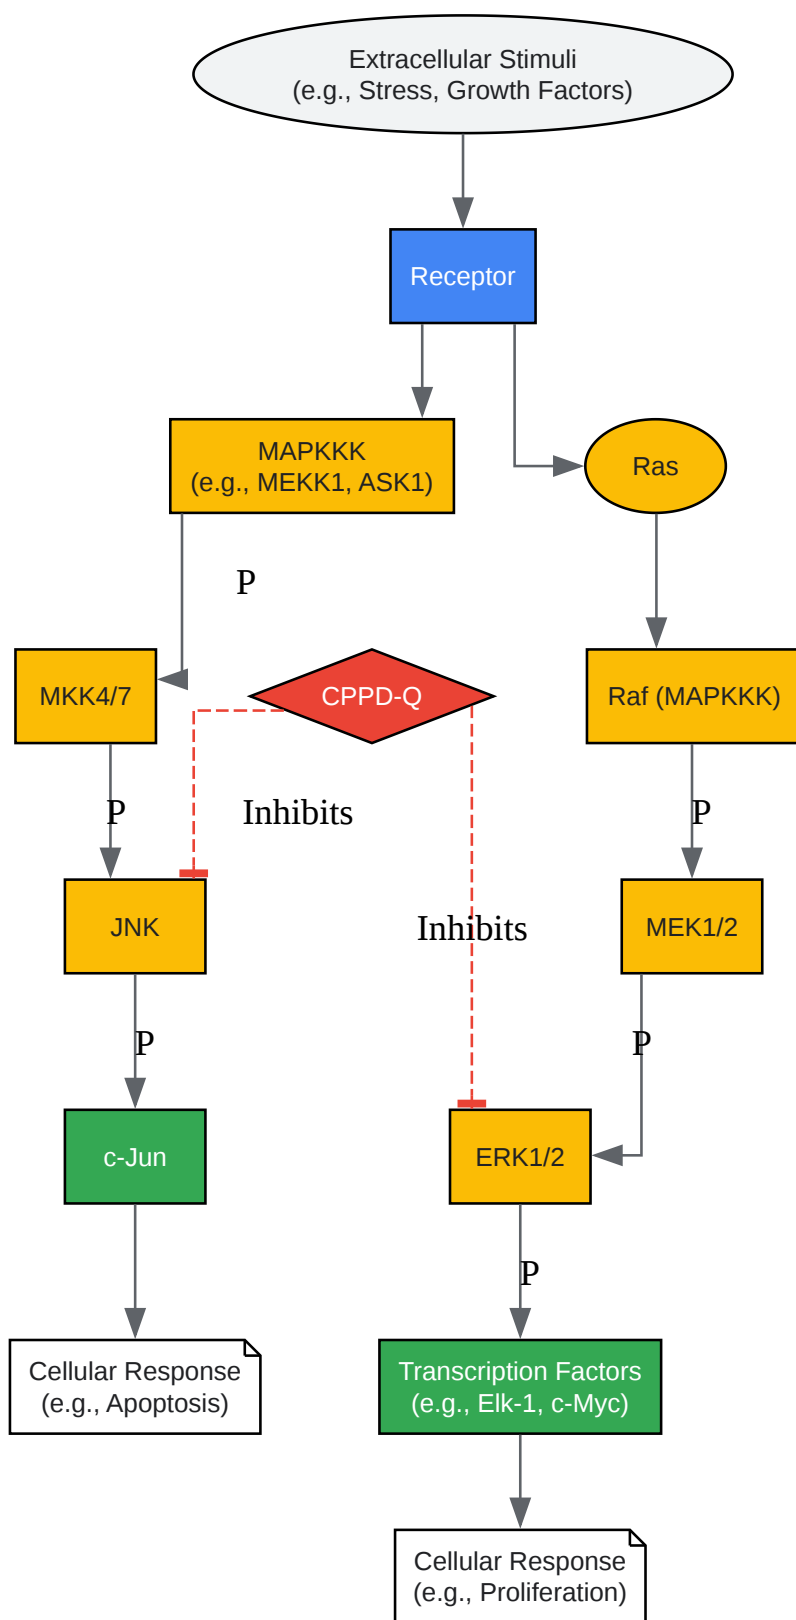 Extracellular Stimuli
(e.g., Stress, Growth Factors)
Receptor
MAPKKK
(e.g., MEKK1, ASK1)
Ras
P
MKK4/7
CPPD-Q
Raf (MAPKKK)
P
Inhibits
P
JNK
Inhibits
MEK1/2
P
P
c-Jun
ERK1/2
P
Cellular Response
(e.g., Apoptosis)
Transcription Factors
(e.g., Elk-1, c-Myc)
Cellular Response
(e.g., Proliferation)